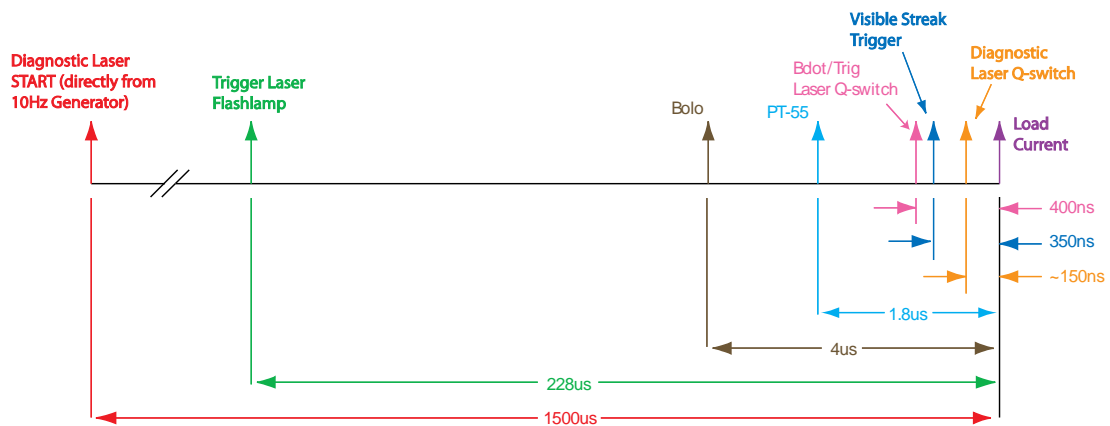 Visible Streak
Trigger
Diagnostic Laser
START (directly from
10Hz Generator)
Trigger Laser
Flashlamp
Bdot/Trig
Laser Q-switch
Diagnostic
Laser Q-switch
Bolo
PT-55
Load
Current
400ns
350ns
~150ns
1.8us
4us
228us
1500us